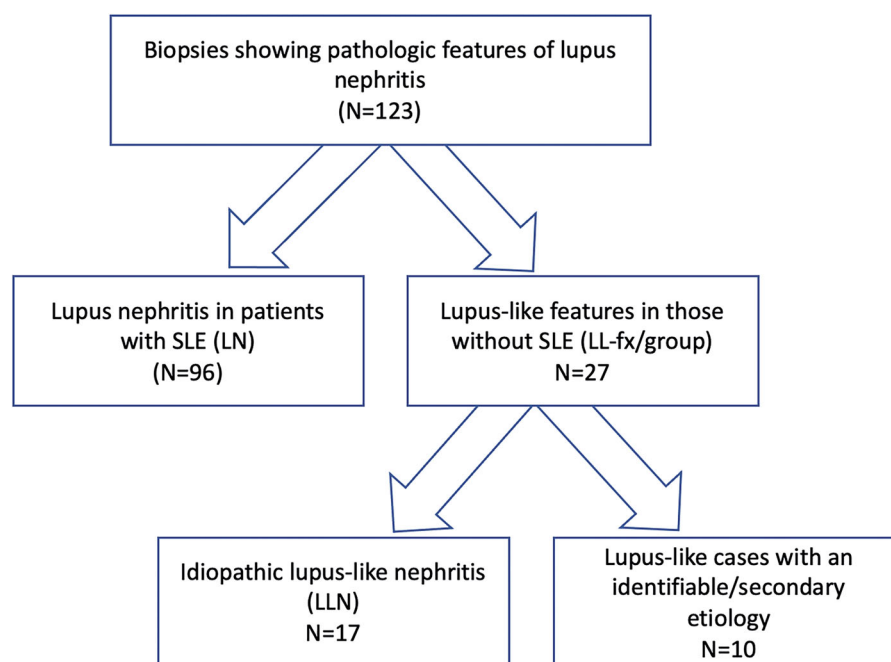 Biopsies showing pathologic features of lupus
nephritis
(N=123)
Lupus nephritis in patients
with SLE (LN)
(N=96)
Lupus-like features in those
without SLE (LL-fx/group)
N=27
Idiopathic lupus-like nephritis
(LLN)
N=17
Lupus-like cases with an
identifiable/secondary
etiology
N=10